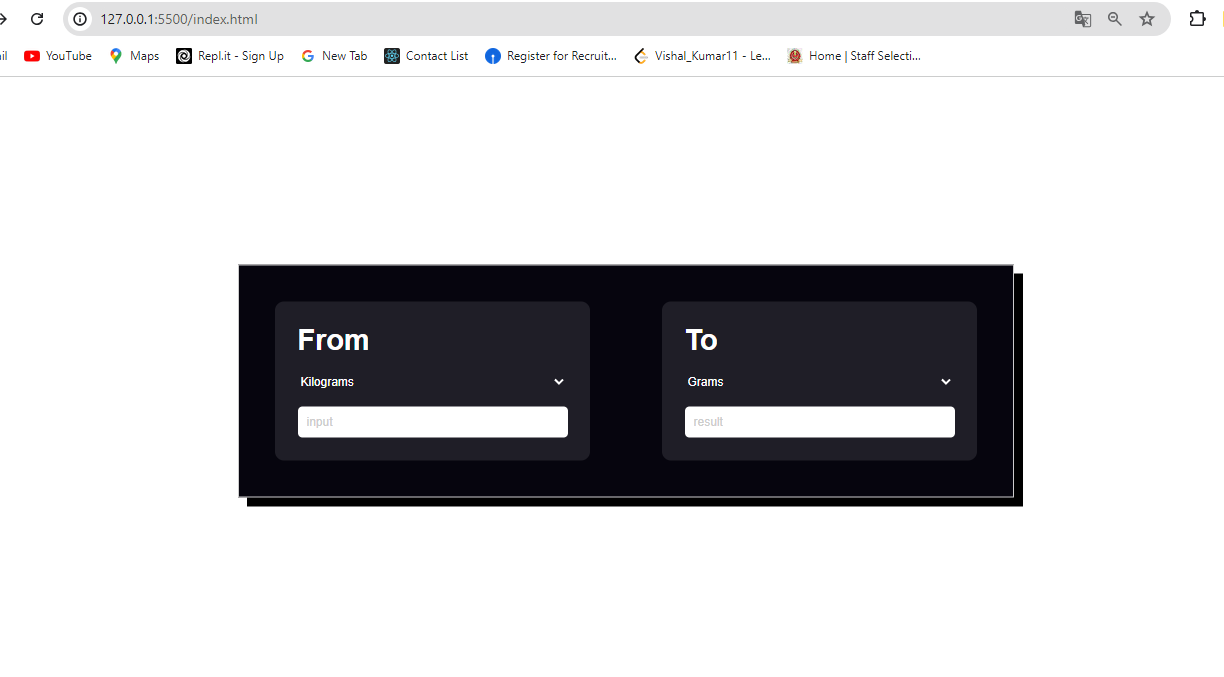 127.0.0.1:5500/index.html
il YouTube Maps Repl.it - Sign Up New Tab Contact List Register for Recruit... Vishal_Kumar11 - Le... Home | Staff Selecti...
From To
Kilograms Grams
input result